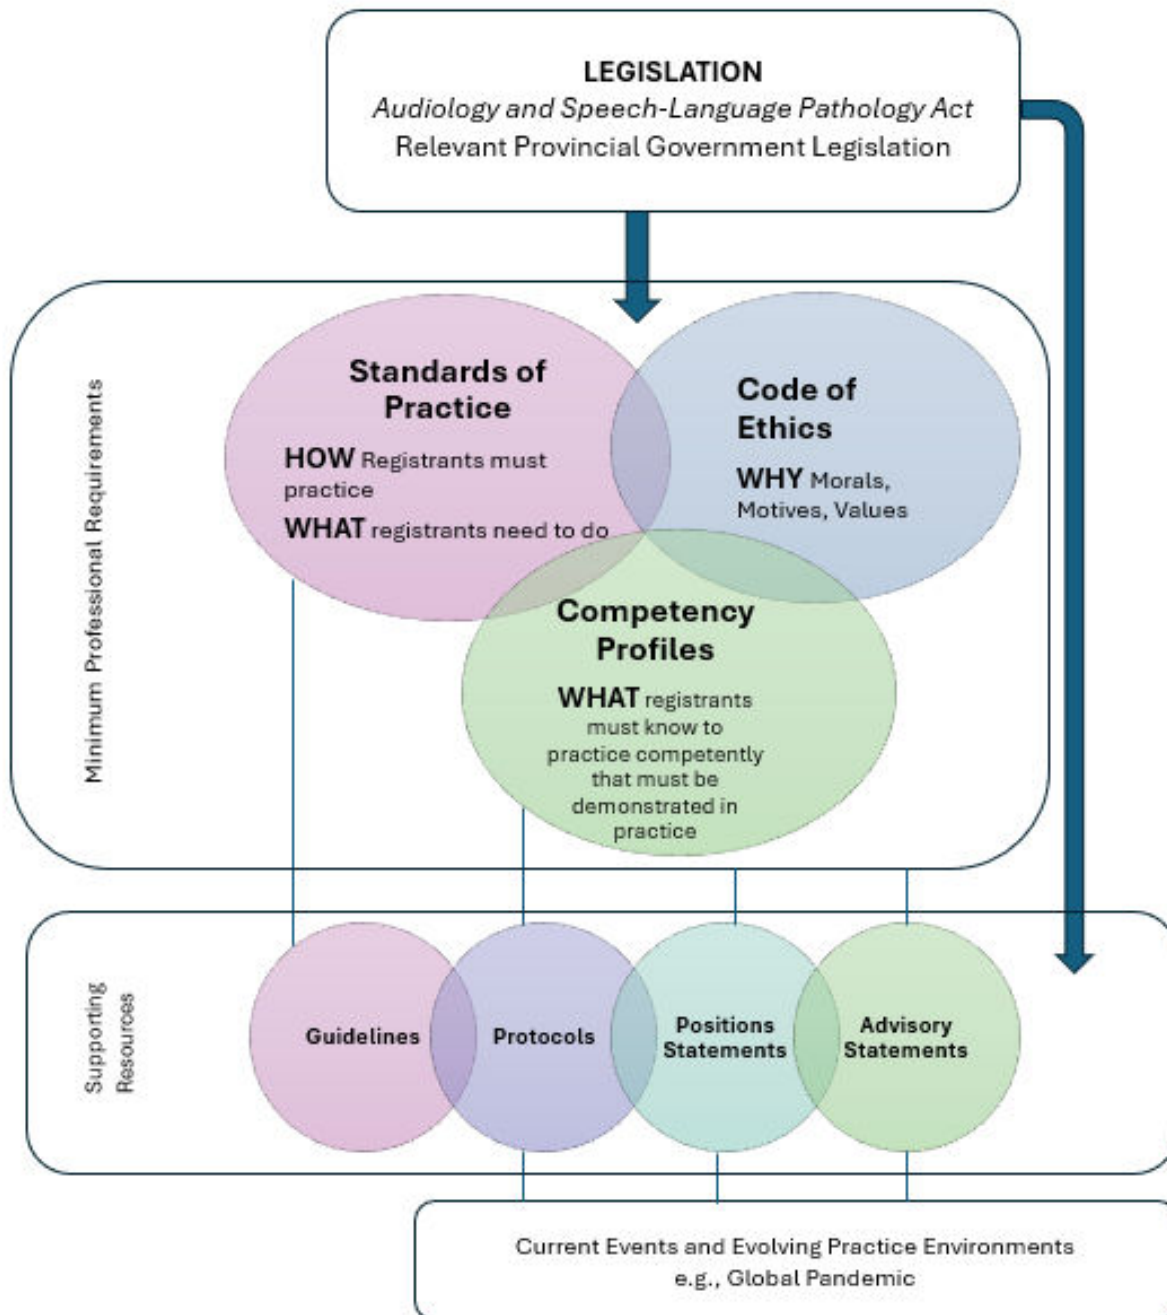 LEGISLATION
Audiology and Speech-Language Pathology Act
Relevant Provincial Government Legislation
Minimum Professional Requirements
Standards of
Practice
HOW Registrants must
practice
WHAT registrants need to do
Code of
Ethics
WHY Morals,
Motives, Values
Competency
Profiles
WHAT registrants
must know to
practice competently
that must be
demonstrated in
practice
Supporting
Resources
Guidelines
Protocols
Positions
Statements
Advisory
Statements
Current Events and Evolving Practice Environments
e.g., Global Pandemic